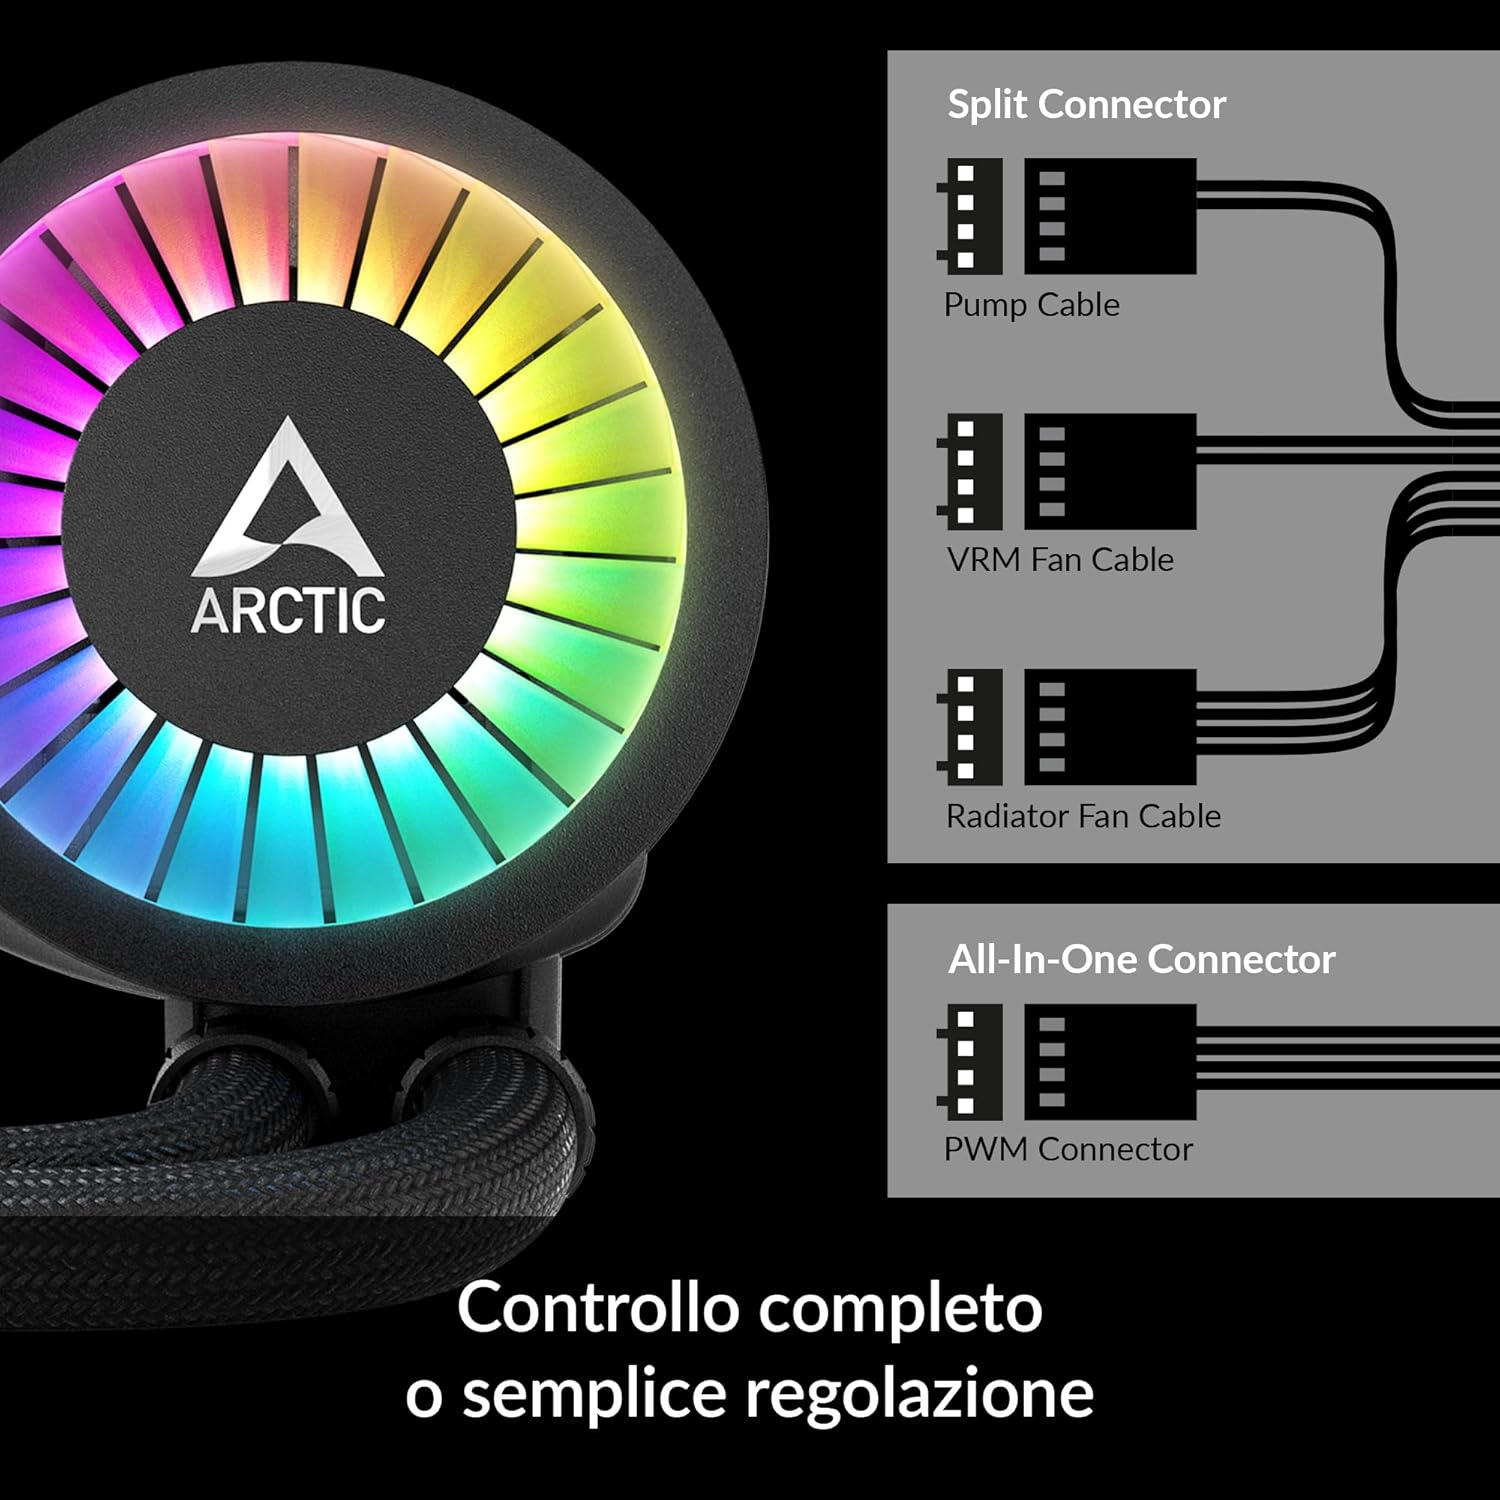 Split Connector
Pump Cable
VRM Fan Cable
Radiator Fan Cable
All-In-One Connector
PWM Connector
ARCTIC
Controllo completo
o semplice regolazione